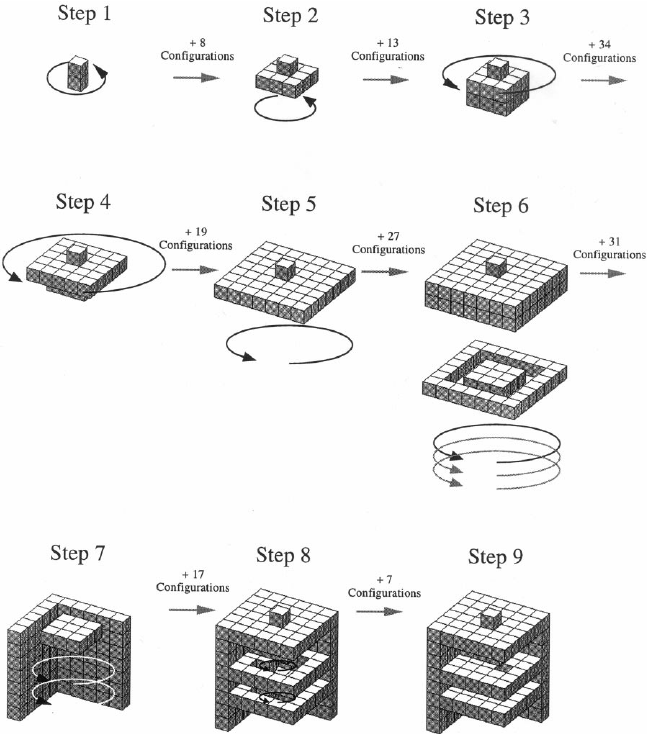 Step 1
+ 8
Configurations
Step 2
+ 13
Configurations
Step 3
+ 34
Configurations
Step 4
+ 19
Configurations
Step 5
+ 27
Configurations
Step 6
+ 31
Configurations
Step 7
+ 17
Configurations
Step 8
+ 7
Configurations
Step 9